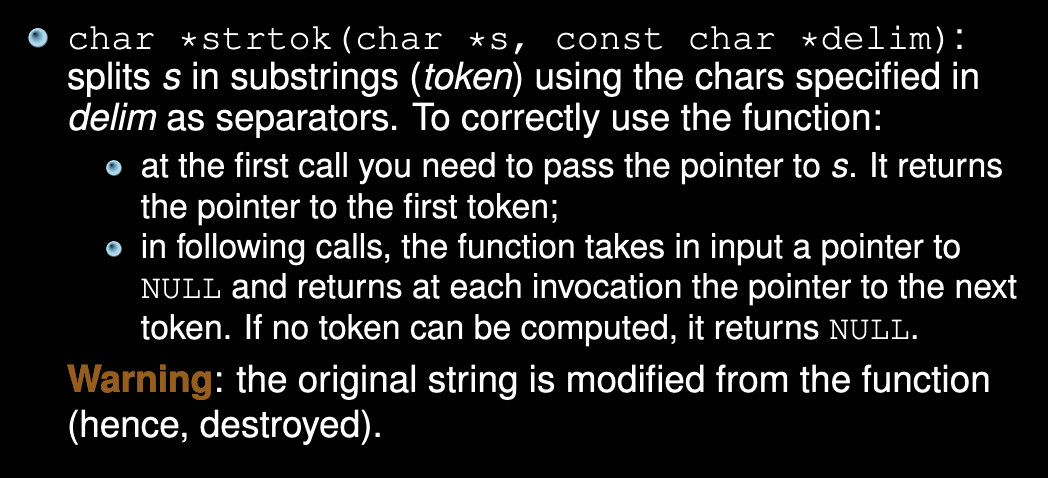 char *strtok(char *s, const char *delim):
splits s in substrings (token) using the chars specified in
delim as separators. To correctly use the function:
at the first call you need to pass the pointer to s. It returns
the pointer to the first token;
in following calls, the function takes in input a pointer to
NULL and returns at each invocation the pointer to the next
token. If no token can be computed, it returns NULL.
Warning: the original string is modified from the function
(hence, destroyed).